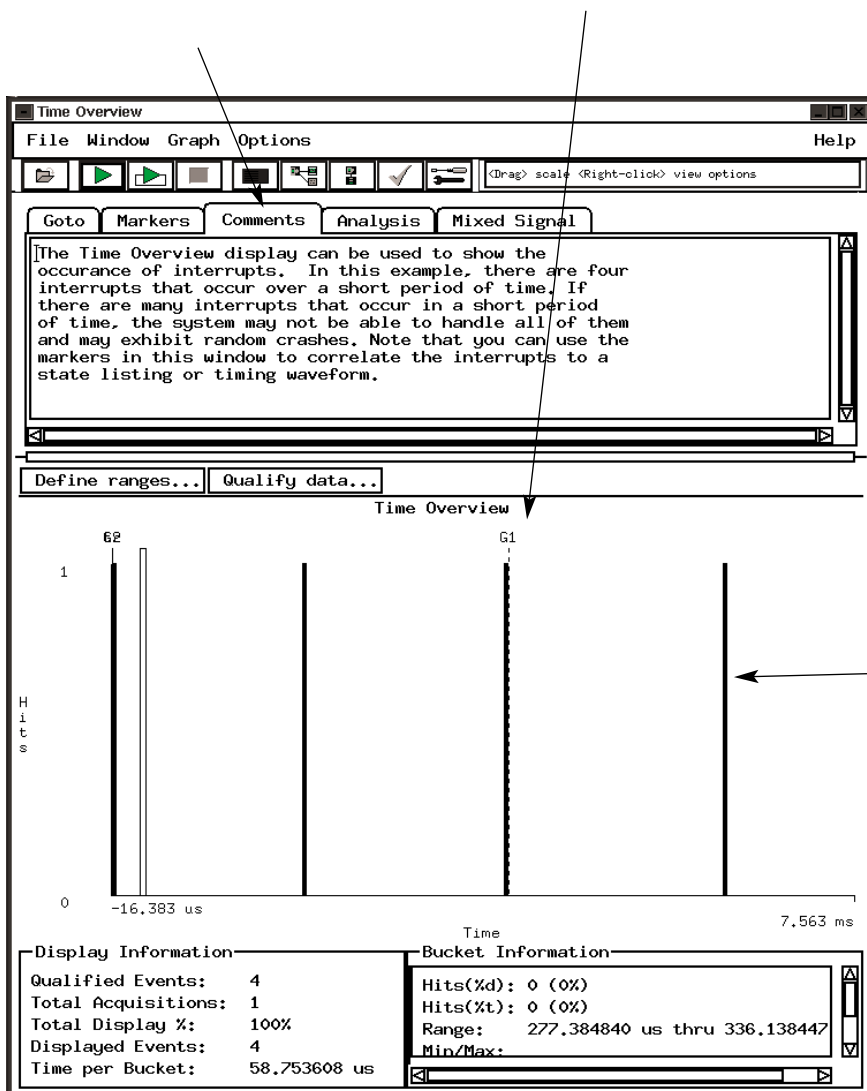 Time Overview
File Window Graph Options Help
<Drag> scale <Right-click> view options
Goto Markers Comments Analysis Mixed Signal
The Time Overview display can be used to show the
occurance of interrupts. In this example, there are four
interrupts that occur over a short period of time. If
there are many interrupts that occur in a short period
of time, the system may not be able to handle all of them
and may exhibit random crashes. Note that you can use the
markers in this window to correlate the interrupts to a
state listing or timing waveform.
Define ranges... Qualify data...
Time Overview
G1
1
Hits
0
-16.383 us
7.563 ms
Time
Display Information
Qualified Events: 4
Total Acquisitions: 1
Total Display %: 100%
Displayed Events: 4
Time per Bucket: 58.753608 us
Bucket Information
Hits(%d): 0 (0%)
Hits(%t): 0 (0%)
Range: 277.384840 us thru 336.138447
Min/Max: